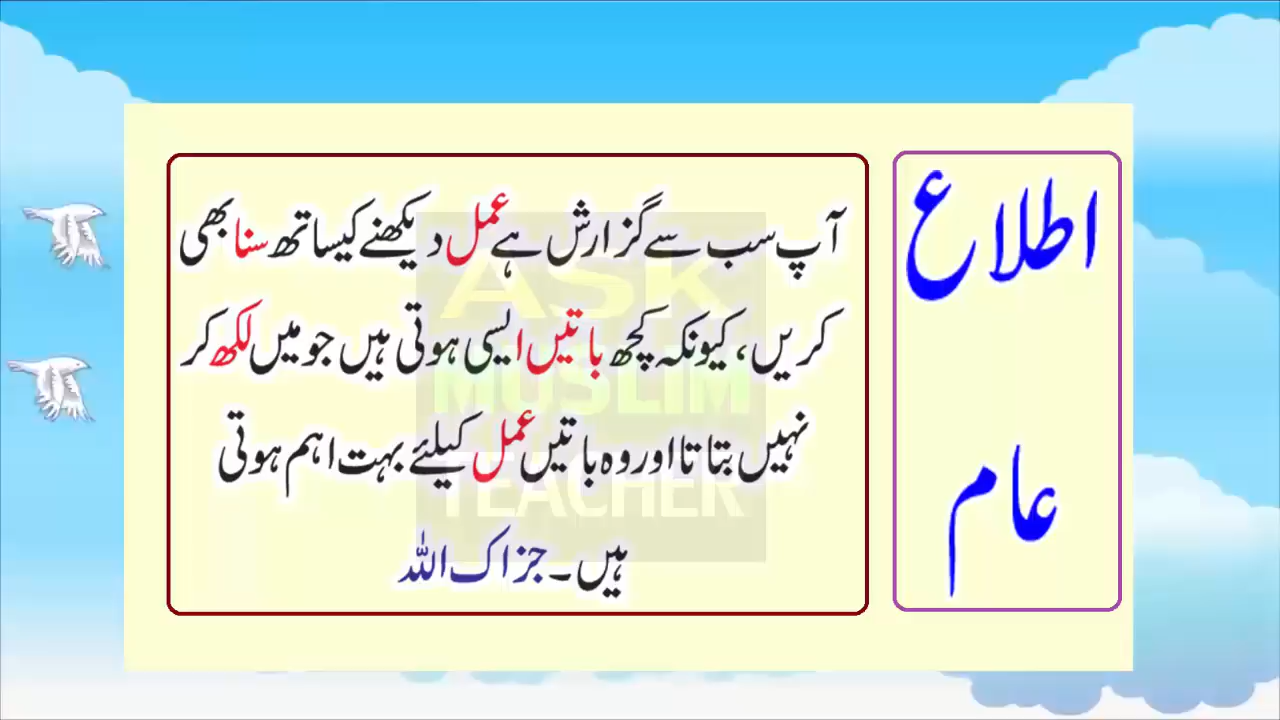 اطلاع
عام
آپ سب سے گزارش ہے عمل دیکھنے کیساتھ سنا بھی
کریں، کیونکہ کچھ باتیں ایسی ہوتی ہیں جو میں لکھ کر
نہیں بتاتا اور وہ باتیں عمل کیلئے بہت اہم ہوتی
ہیں۔ جزاک اللہ
ASK
MUSLIM
TEACHER